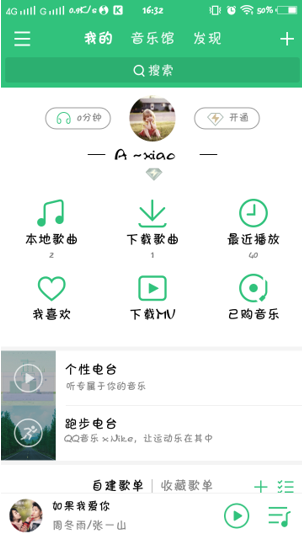 4G G 0.9K/s 16:32 50%
我的 音乐馆 发现
搜索
0分钟 开通
A ~xiao
本地歌曲 下载歌曲 最近播放
2 1 40
我喜欢 下载MV 已购音乐
个性电台
听专属于你的音乐
跑步电台
QQ音乐 x Nike，让运动乐在其中
自建歌单 | 收藏歌单
如果我爱你
周冬雨/张一山